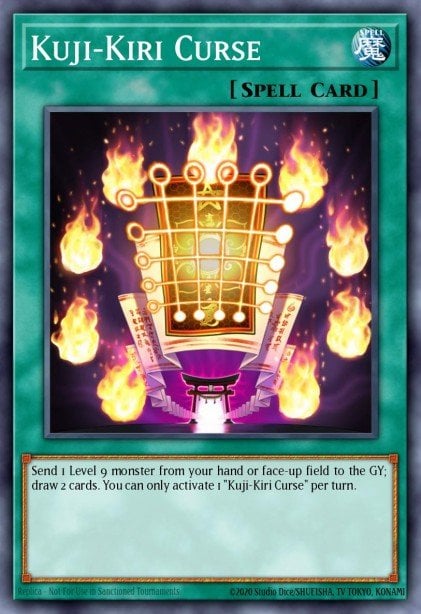 Kuji-Kiri Curse
SPELL
魔
[Spell Card]
Send 1 Level 9 monster from your hand or face-up field to the GY;
draw 2 cards. You can only activate 1 "Kuji-Kiri Curse" per turn.
Replica - Not For Use in Sanctioned Tournaments
©2020 Studio Dice/SHUEISHA, TV TOKYO, KONAMI